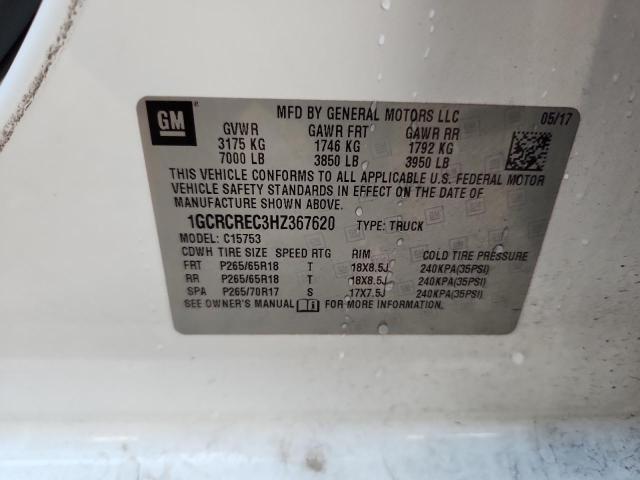 GM ®
MFD BY GENERAL MOTORS LLC 05/17
GVWR GAWR FRT GAWR RR
3175 KG 1746 KG 1792 KG
7000 LB 3850 LB 3950 LB
THIS VEHICLE CONFORMS TO ALL APPLICABLE U.S. FEDERAL MOTOR
VEHICLE SAFETY STANDARDS IN EFFECT ON THE DATE OF
MANUFACTURE SHOWN ABOVE.
1GCRCREC3HZ367620 TYPE: TRUCK
MODEL: C15753
CDWH TIRE SIZE SPEED RTG RIM COLD TIRE PRESSURE
FRT P265/65R18 T 18X8.5J 240KPA(35PSI)
RR P265/65R18 T 18X8.5J 240KPA(35PSI)
SPA P265/70R17 S 17X7.5J 240KPA(35PSI)
SEE OWNER'S MANUAL FOR MORE INFORMATION.